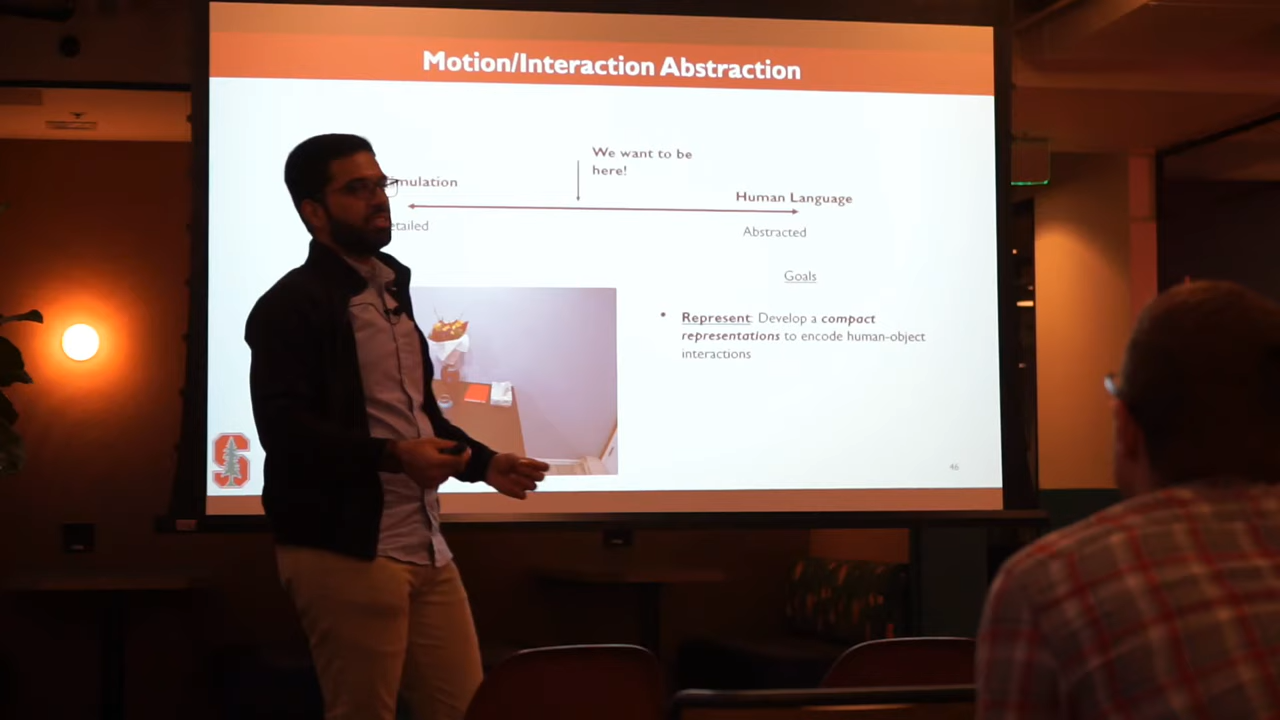 Motion/Interaction Abstraction
We want to be
here!
mulation
Human Language
etailed
Abstracted
Goals
• Represent: Develop a compact
representations to encode human-object
interactions
S
46